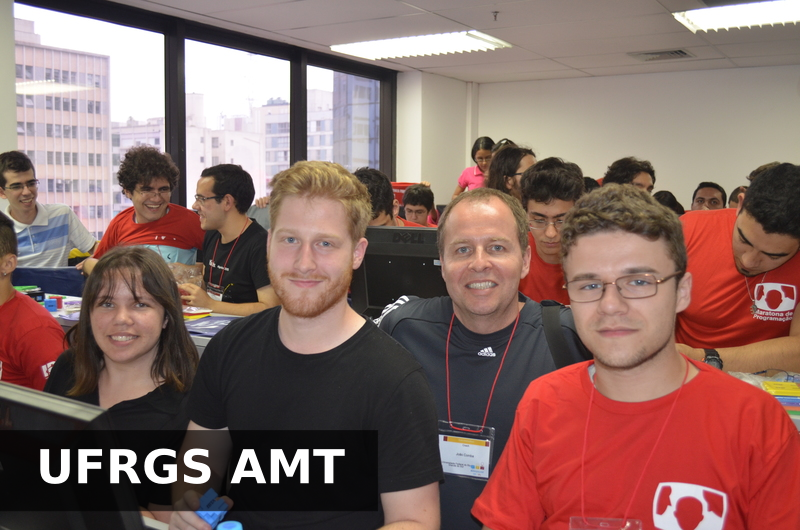 DELL
adidas
Maratona de
Programação
UFRGS AMT